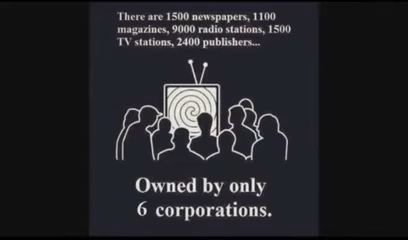 There are 1500 newspapers, 1100
magazines, 9000 radio stations, 1500
TV stations, 2400 publishers...
Owned by only
6 corporations.